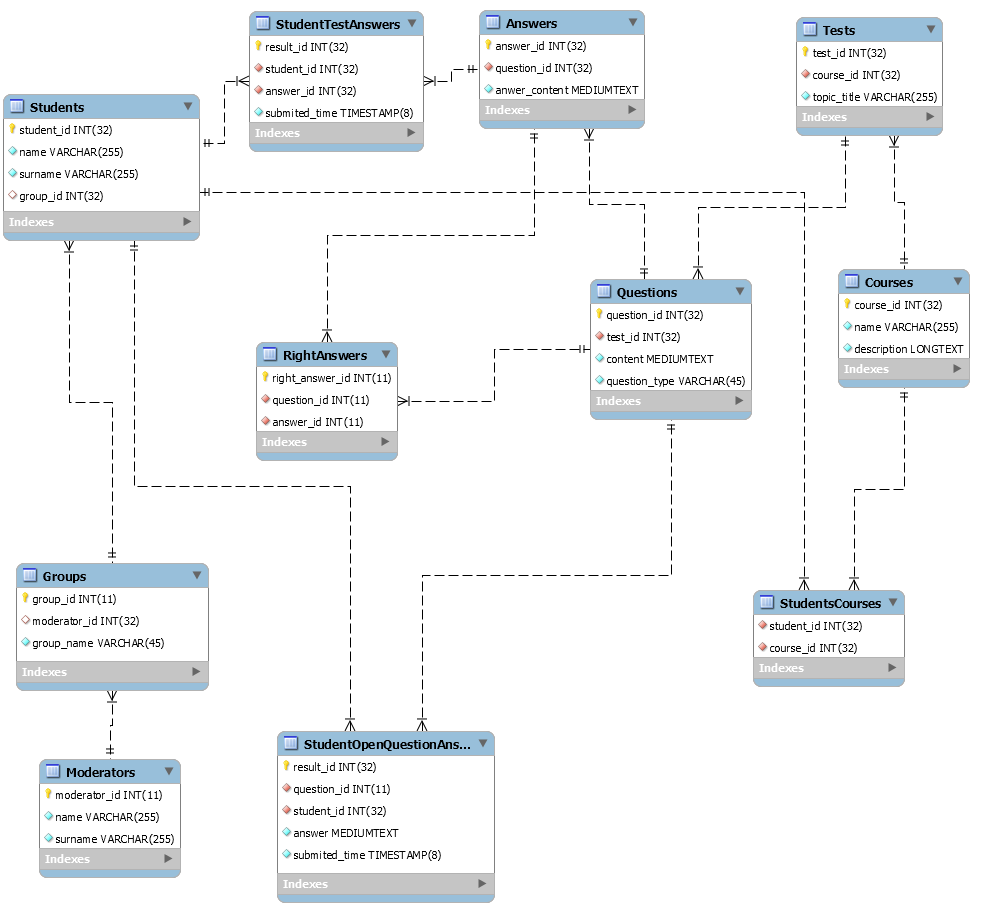 StudentTestAnswers
result_id INT(32)
student_id INT(32)
answer_id INT(32)
submited_time TIMESTAMP(8)
Indexes
Answers
answer_id INT(32)
question_id INT(32)
anwer_content MEDIUMTEXT
Indexes
Tests
test_id INT(32)
course_id INT(32)
topic_title VARCHAR(255)
Indexes
Students
student_id INT(32)
name VARCHAR(255)
surname VARCHAR(255)
group_id INT(32)
Indexes
Questions
question_id INT(32)
test_id INT(32)
content MEDIUMTEXT
question_type VARCHAR(45)
Indexes
Courses
course_id INT(32)
name VARCHAR(255)
description LONGTEXT
Indexes
RightAnswers
right_answer_id INT(11)
question_id INT(11)
answer_id INT(11)
Indexes
Groups
group_id INT(11)
moderator_id INT(32)
group_name VARCHAR(45)
Indexes
StudentsCourses
student_id INT(32)
course_id INT(32)
Indexes
StudentOpenQuestionAns...
result_id INT(32)
question_id INT(11)
student_id INT(32)
answer MEDIUMTEXT
submited_time TIMESTAMP(8)
Indexes
Moderators
moderator_id INT(11)
name VARCHAR(255)
surname VARCHAR(255)
Indexes